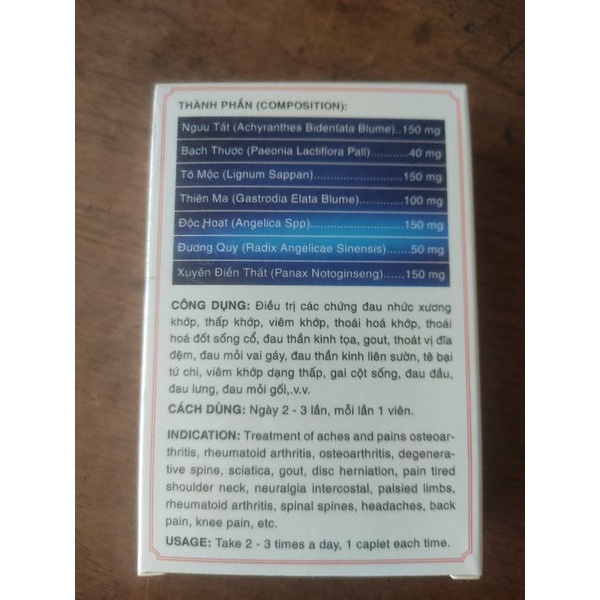 THÀNH PHẦN (COMPOSITION):
Ngưu Tất (Achyranthes Bidentata Blume)..150 mg
Bạch Thược (Paeonia Lactiflora Pall)..........40 mg
Tô Mộc (Lignum Sappan)..........................150 mg
Thiên Ma (Gastrodia Elata Blume)............100 mg
Độc Hoạt (Angelica Spp)..........................150 mg
Đương Quy (Radix Angelicae Sinensis)......50 mg
Xuyên Điền Thất (Panax Notoginseng)......150 mg
CÔNG DỤNG: Điều trị các chứng đau nhức xương
khớp, thấp khớp, viêm khớp, thoái hoá khớp, thoái
hoá đốt sống cổ, đau thần kinh tọa, gout, thoát vị đĩa
đệm, đau mỏi vai gáy, đau thần kinh liên sườn, tê bại
tứ chi, viêm khớp dạng thấp, gai cột sống, đau đầu,
đau lưng, đau mỏi gối,.v.v.
CÁCH DÙNG: Ngày 2 - 3 lần, mỗi lần 1 viên.
INDICATION: Treatment of aches and pains osteoar-
thritis, rheumatoid arthritis, osteoarthritis, degenera-
tive spine, sciatica, gout, disc herniation, pain tired
shoulder neck, neuralgia intercostal, palsied limbs,
rheumatoid arthritis, spinal spines, headaches, back
pain, knee pain, etc.
USAGE: Take 2 - 3 times a day, 1 caplet each time.